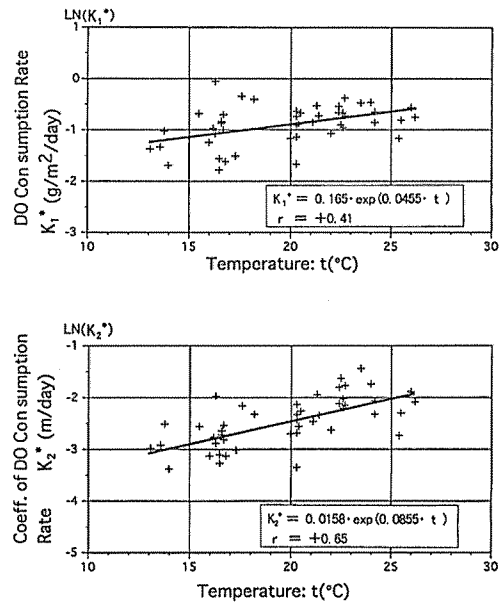 LN(K₁*)
DO Con sumption Rate
K₁* (g/m²/day)
1
0
-1
-2
-3
K₁* = 0.165·exp(0.0455· t)
r = +0.41
10
15
20
25
30
Temperature: t(°C)
LN(K₂*)
Coeff. of DO Con sumption
Rate K₂* (m/day)
-1
-2
-3
-4
-5
K₂* = 0.0158·exp(0.0855· t)
r = +0.65
10
15
20
25
30
Temperature: t(°C)